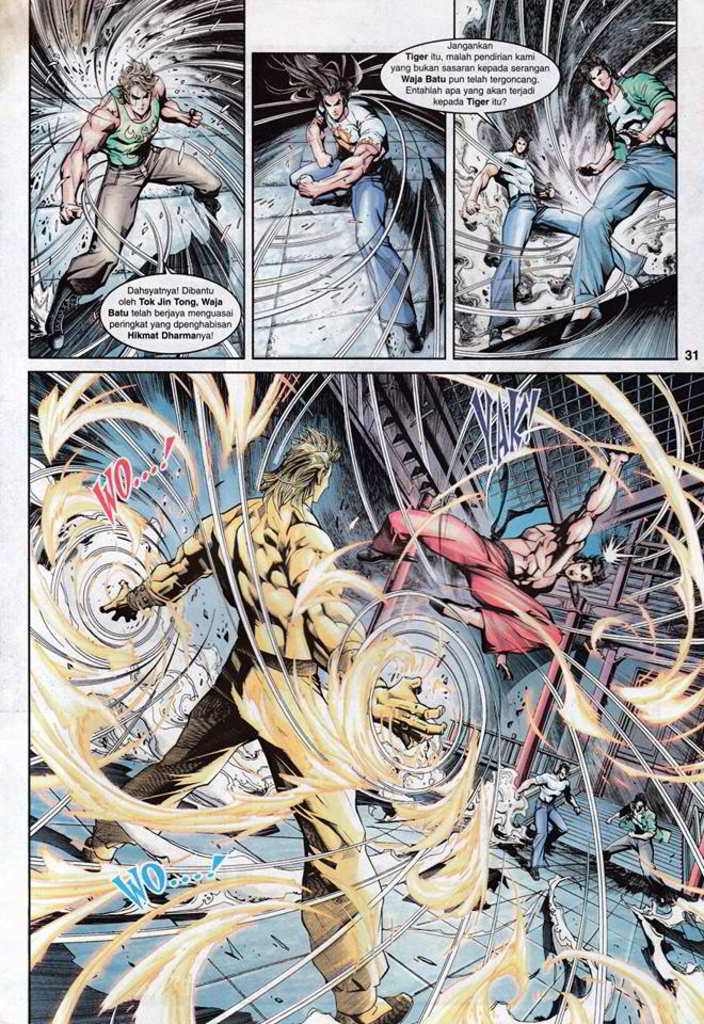 Dahsyatnya! Dibantu
oleh Tok Jin Tong, Waja
Batu telah berjaya menguasai
peringkat yang dpenghabisan
Hikmat Dharmanya!
Jangankan
Tiger itu, malah pendirian kami
yang bukan sasaran kepada serangan
Waja Batu pun telah tergoncang.
Entahlah apa yang akan terjadi
kepada Tiger itu?
31
WO....!
YAK!
WO....!